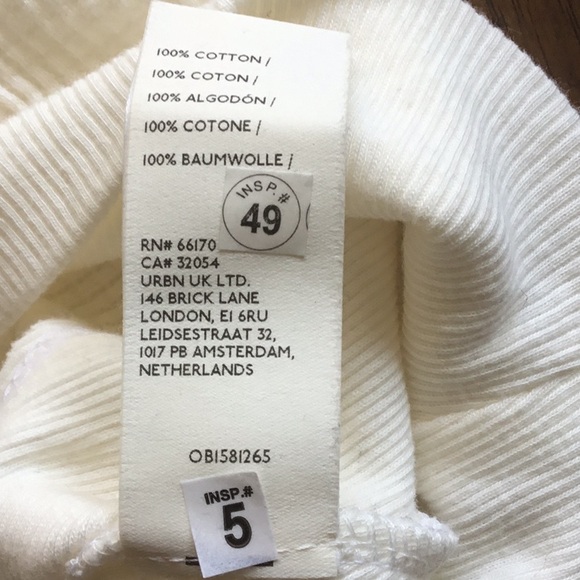 100% COTTON /
100% COTON /
100% ALGODÓN /
100% COTONE /
100% BAUMWOLLE /
INSP.#
49
RN# 66170
CA# 32054
URBN UK LTD.
146 BRICK LANE
LONDON, E1 6RU
LEIDSESTRAAT 32,
1017 PB AMSTERDAM,
NETHERLANDS
OB1581265
INSP.#
5